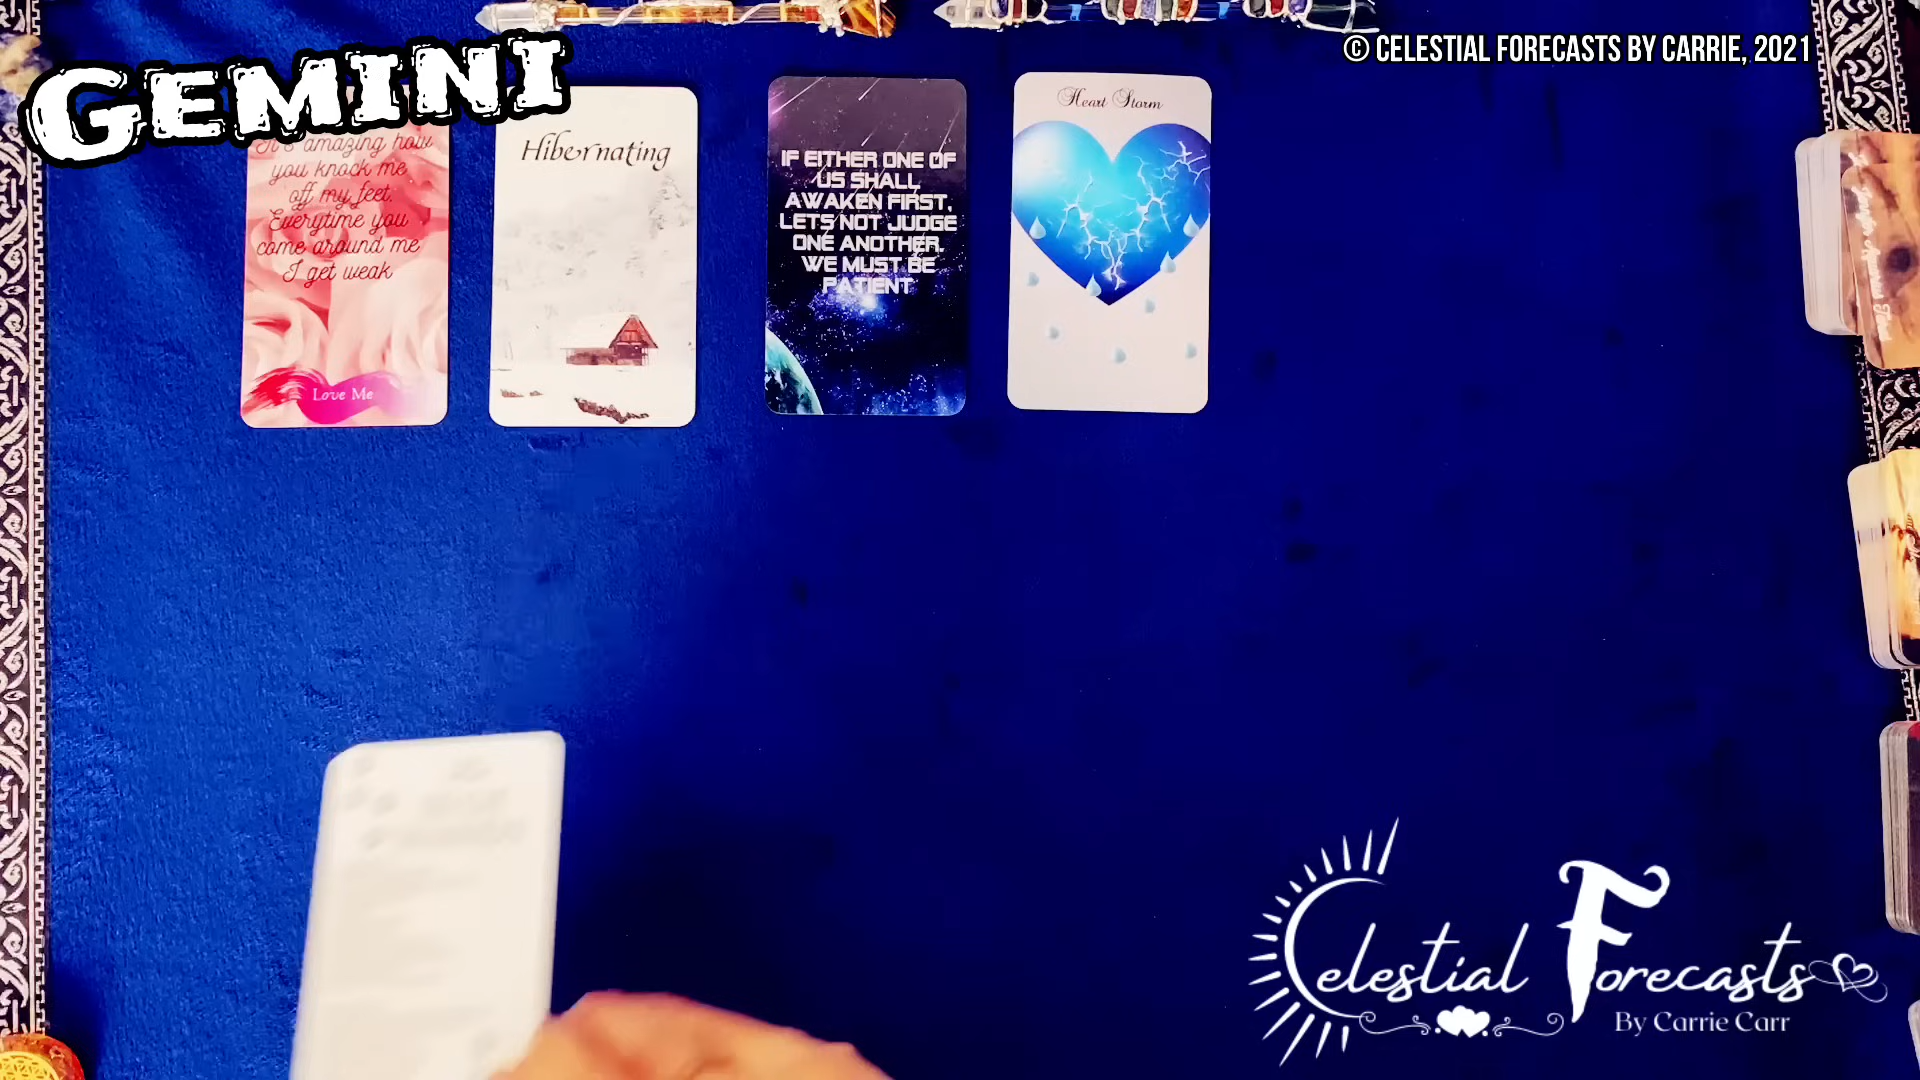 GEMINI
© CELESTIAL FORECASTS BY CARRIE, 2021
It's amazing how
you knock me
off my feet.
Everytime you
come around me
I get weak
Love Me
Hibernating
IF EITHER ONE OF
US SHALL
AWAKEN FIRST,
LETS NOT JUDGE
ONE ANOTHER.
WE MUST BE
PATIENT
Heart Storm
Celestial Forecasts
By Carrie Carr